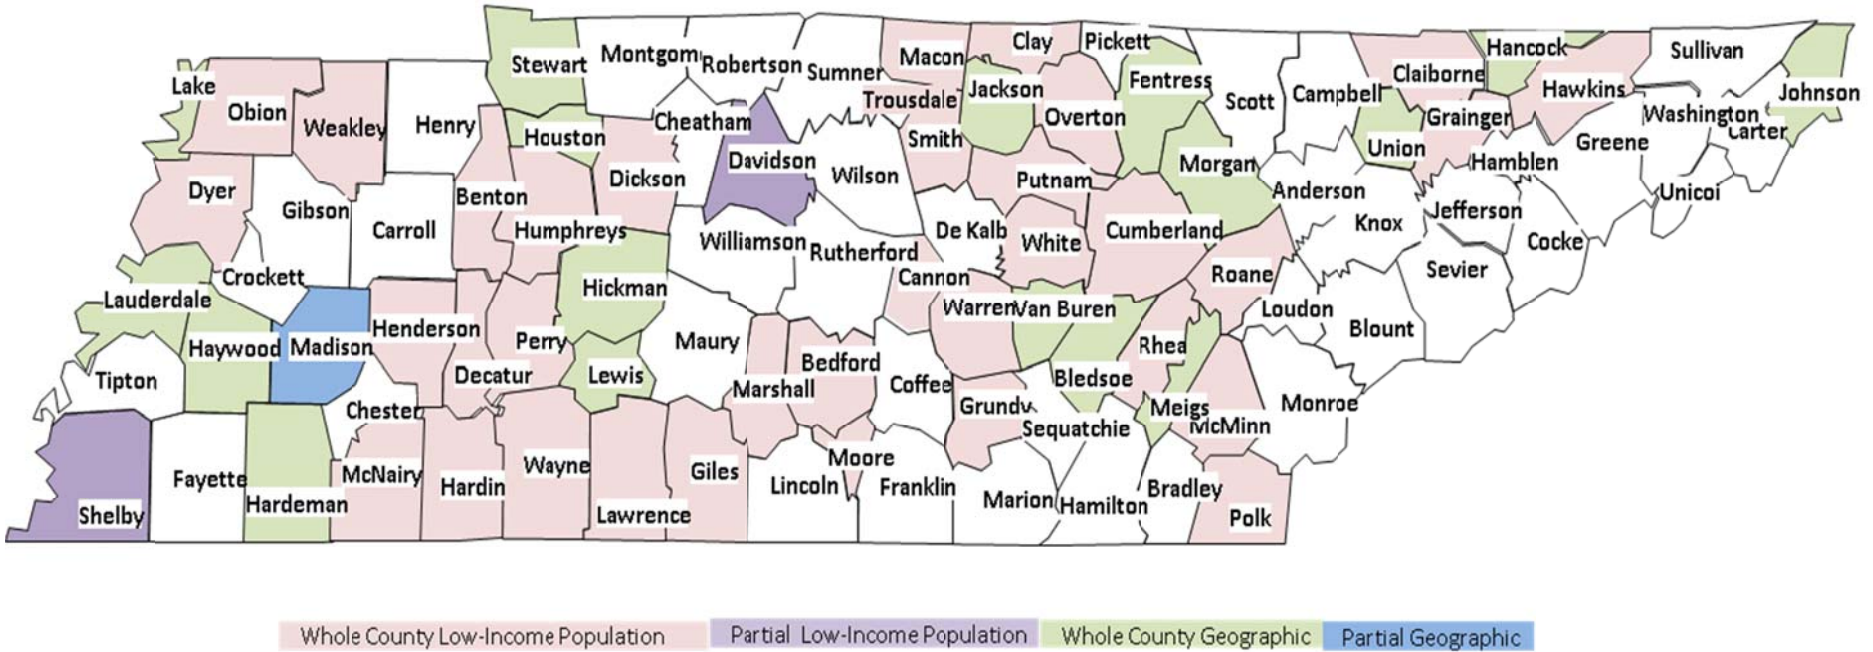 Lake
Obion
Weakley
Henry
Stewart
Montgom
Robertson
Sumner
Macon
Clay
Pickett
Jackson
Fentress
Scott
Campbell
Claiborne
Hancock
Hawkins
Sullivan
Johnson
Washington
Carter
Trousdale
Overton
Grainger
Houston
Cheatham
Smith
Union
Hamblen
Greene
Dyer
Gibson
Carroll
Benton
Dickson
Davidson
Wilson
Putnam
Morgan
Anderson
Knox
Jefferson
Unicoi
Humphreys
Williamson
Rutherford
De Kalb
White
Cumberland
Cocke
Crockett
Hickman
Cannon
Roane
Sevier
Lauderdale
Henderson
Warren
Van Buren
Loudon
Blount
Haywood
Madison
Perry
Maury
Rhea
Tipton
Decatur
Lewis
Marshall
Bedford
Coffee
Bledsoe
Chester
Grundy
Meigs
McMinn
Monroe
Sequatchie
Fayette
McNairy
Wayne
Giles
Moore
Shelby
Hardeman
Hardin
Lawrence
Lincoln
Franklin
Marion
Hamilton
Bradley
Polk
Whole County Low-Income Population
Partial Low-Income Population
Whole County Geographic
Partial Geographic